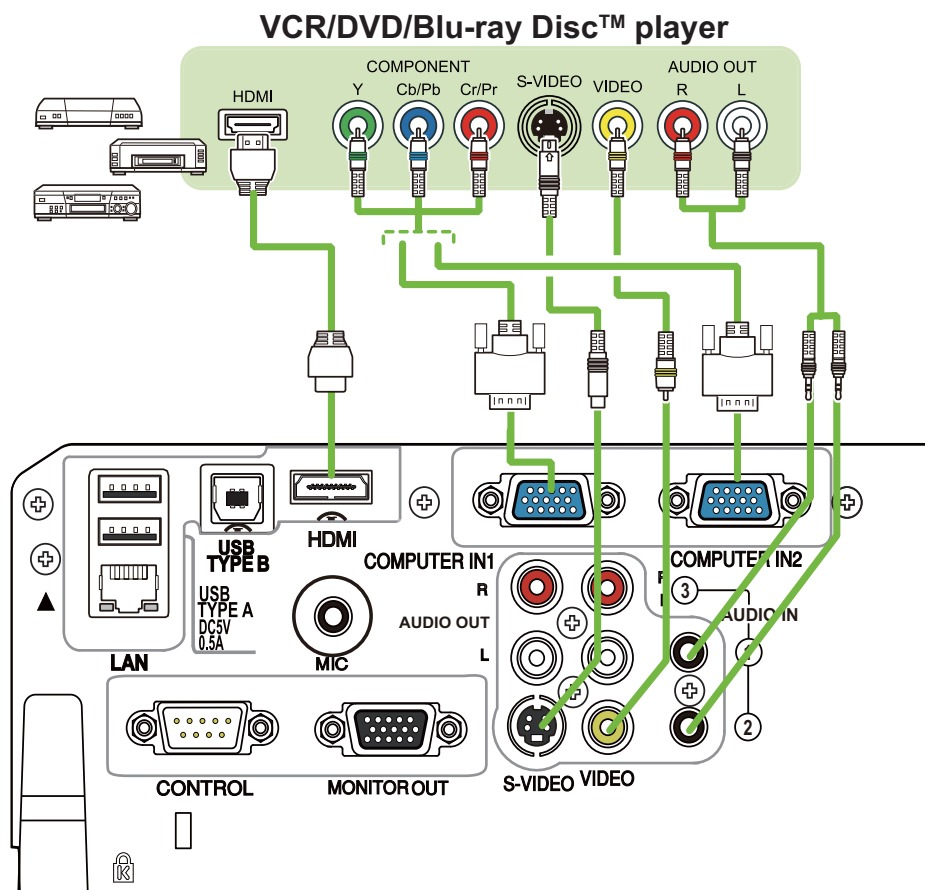 VCR/DVD/Blu-ray Disc™ player
COMPONENT
AUDIO OUT
HDMI
Y
Cb/Pb
Cr/Pr
S-VIDEO
VIDEO
R
L
USB
TYPE B
HDMI
COMPUTER IN1
COMPUTER IN2
R
3
USB
TYPE A
DC5V
0.5A
AUDIO OUT
AUDIO IN
L
1
LAN
MIC
2
CONTROL
MONITOR OUT
S-VIDEO
VIDEO
K